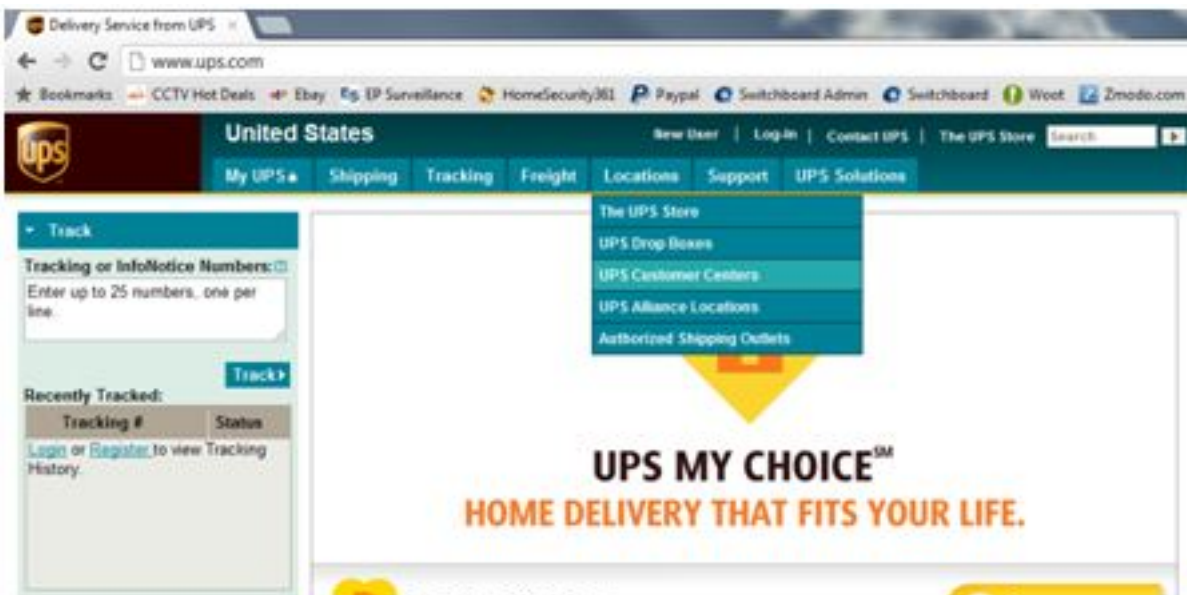 Delivery Service from UPS
www.ups.com
Bookmarks CCTV Hot Deals Ebay EP Surveillance HomeSecurity361 Paypal Switchboard Admin Switchboard Woot Zmodo.com
ups
United States New User | Log-In | Contact UPS | The UPS Store Search
My UPS Shipping Tracking Freight Locations Support UPS Solutions
The UPS Store
UPS Drop Boxes
UPS Customer Centers
UPS Alliance Locations
Authorized Shipping Outlets
Track
Tracking or InfoNotice Numbers:
Enter up to 25 numbers, one per
line.
Track
Recently Tracked:
Tracking # Status
Login or Register to view Tracking
History.
UPS MY CHOICE℠
HOME DELIVERY THAT FITS YOUR LIFE.